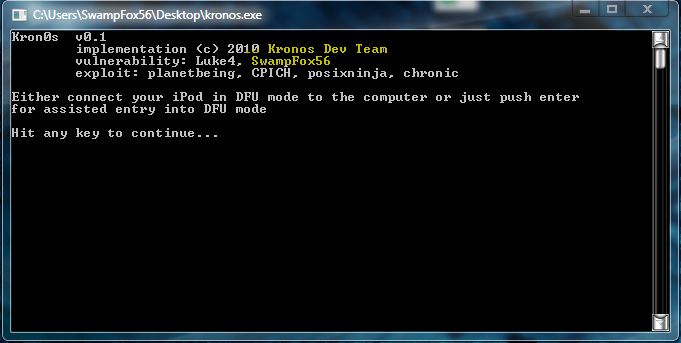 C:\Users\SwampFox56\Desktop\kronos.exe
Kron0s v0.1
implementation (c) 2010 Kronos Dev Team
vulnerability: Luke4, SwampFox56
exploit: planetbeing, CPICH, posixninja, chronic
Either connect your iPod in DFU mode to the computer or just push enter
for assisted entry into DFU mode
Hit any key to continue...